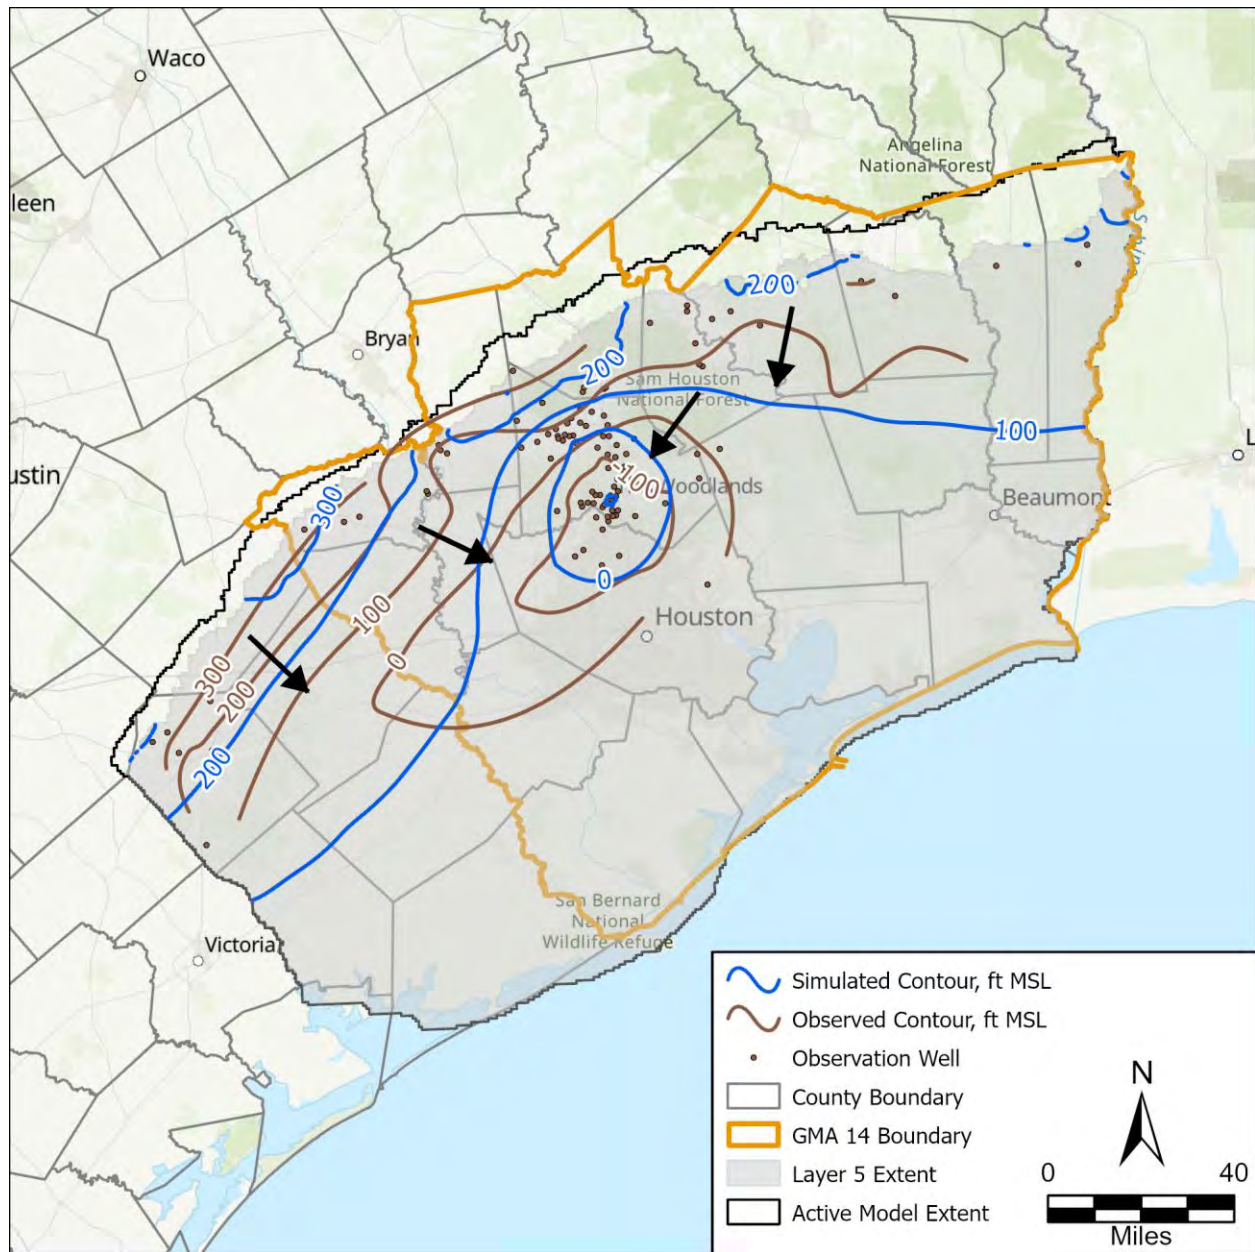 Waco
Angelina
National Forest
leen
Sabine
200
Bryan
200
Sam Houston
National Forest
100
ustin
L
-100
Woodlands
Beaumont
300
0
100
Houston
0
300
200
200
San Bernard
National
Wildlife Refuge
Victoria
Simulated Contour, ft MSL
Observed Contour, ft MSL
Observation Well
County Boundary
GMA 14 Boundary
Layer 5 Extent
Active Model Extent
N
0 40
Miles